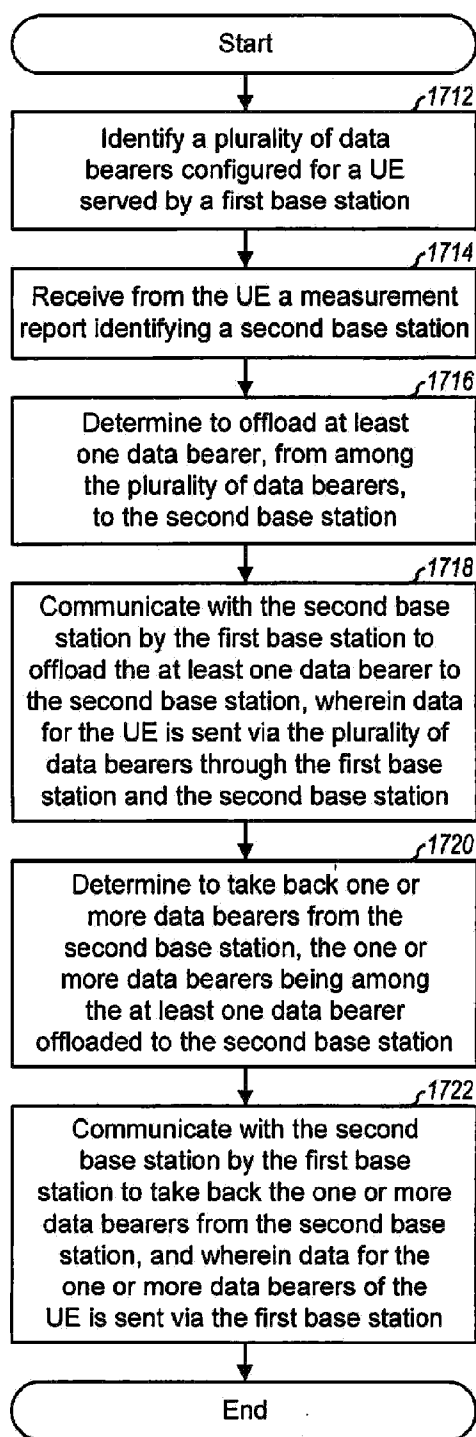 Start
1712
Identify a plurality of data
bearers configured for a UE
served by a first base station
1714
Receive from the UE a measurement
report identifying a second base station
1716
Determine to offload at least
one data bearer, from among
the plurality of data bearers,
to the second base station
1718
Communicate with the second base
station by the first base station to
offload the at least one data bearer to
the second base station, wherein data
for the UE is sent via the plurality of
data bearers through the first base
station and the second base station
1720
Determine to take back one or
more data bearers from the
second base station, the one or
more data bearers being among
the at least one data bearer
offloaded to the second base station
1722
Communicate with the second
base station by the first base
station to take back the one or more
data bearers from the second base
station, and wherein data for the
one or more data bearers of the
UE is sent via the first base station
End